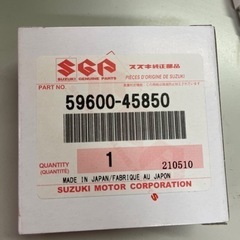 SGP
スズキ純正部品
SUZUKI GENUINE PARTS
PIÈCES D'ORIGINE DE SUZUKI
PART NO.
59600-45850
QUANTITY
(QUANTITÉ)
1
210510
MADE IN JAPAN/FABRIQUÉ AU JAPON
SUZUKI MOTOR CORPORATION